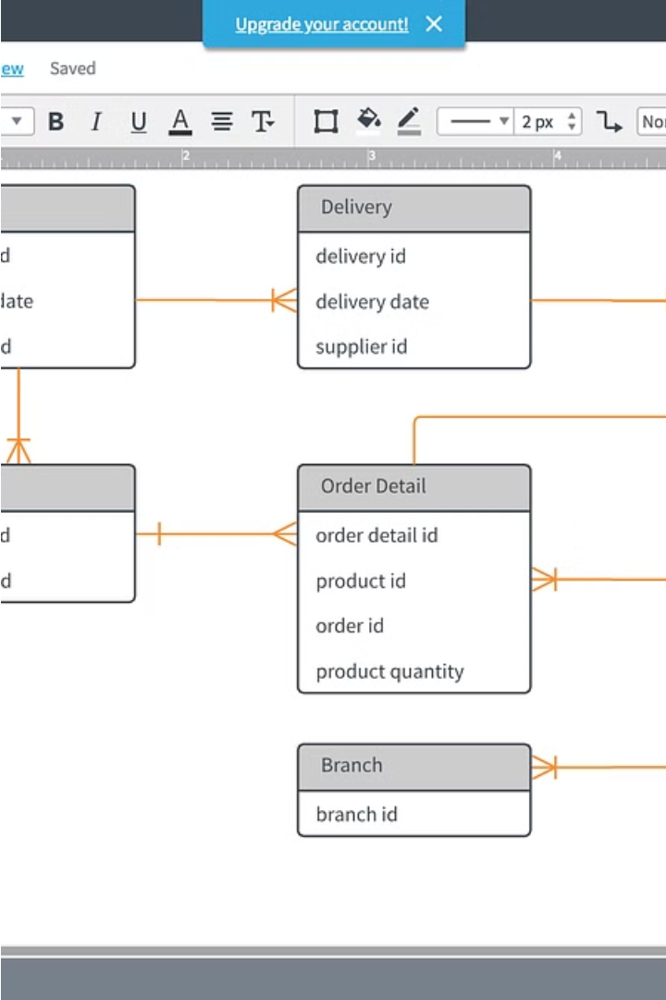 Upgrade your account!
ew Saved
B I U A T 2 px Nor
2 3 4
Delivery
d
delivery id
date
delivery date
d
supplier id
Order Detail
d
order detail id
d
product id
order id
product quantity
Branch
branch id